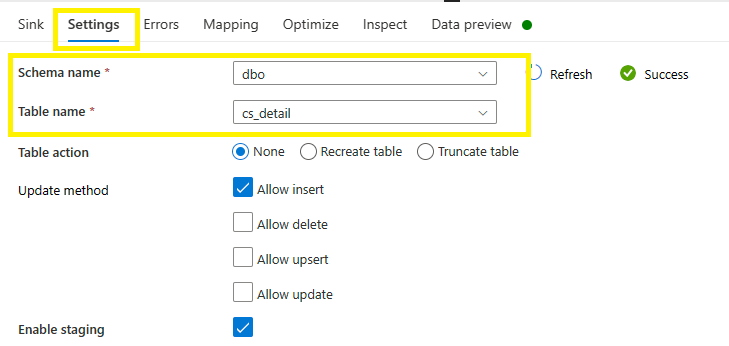 Sink Settings Errors Mapping Optimize Inspect Data preview
Schema name * dbo Refresh Success
Table name * cs_detail
Table action None Recreate table Truncate table
Update method Allow insert
Allow delete
Allow upsert
Allow update
Enable staging